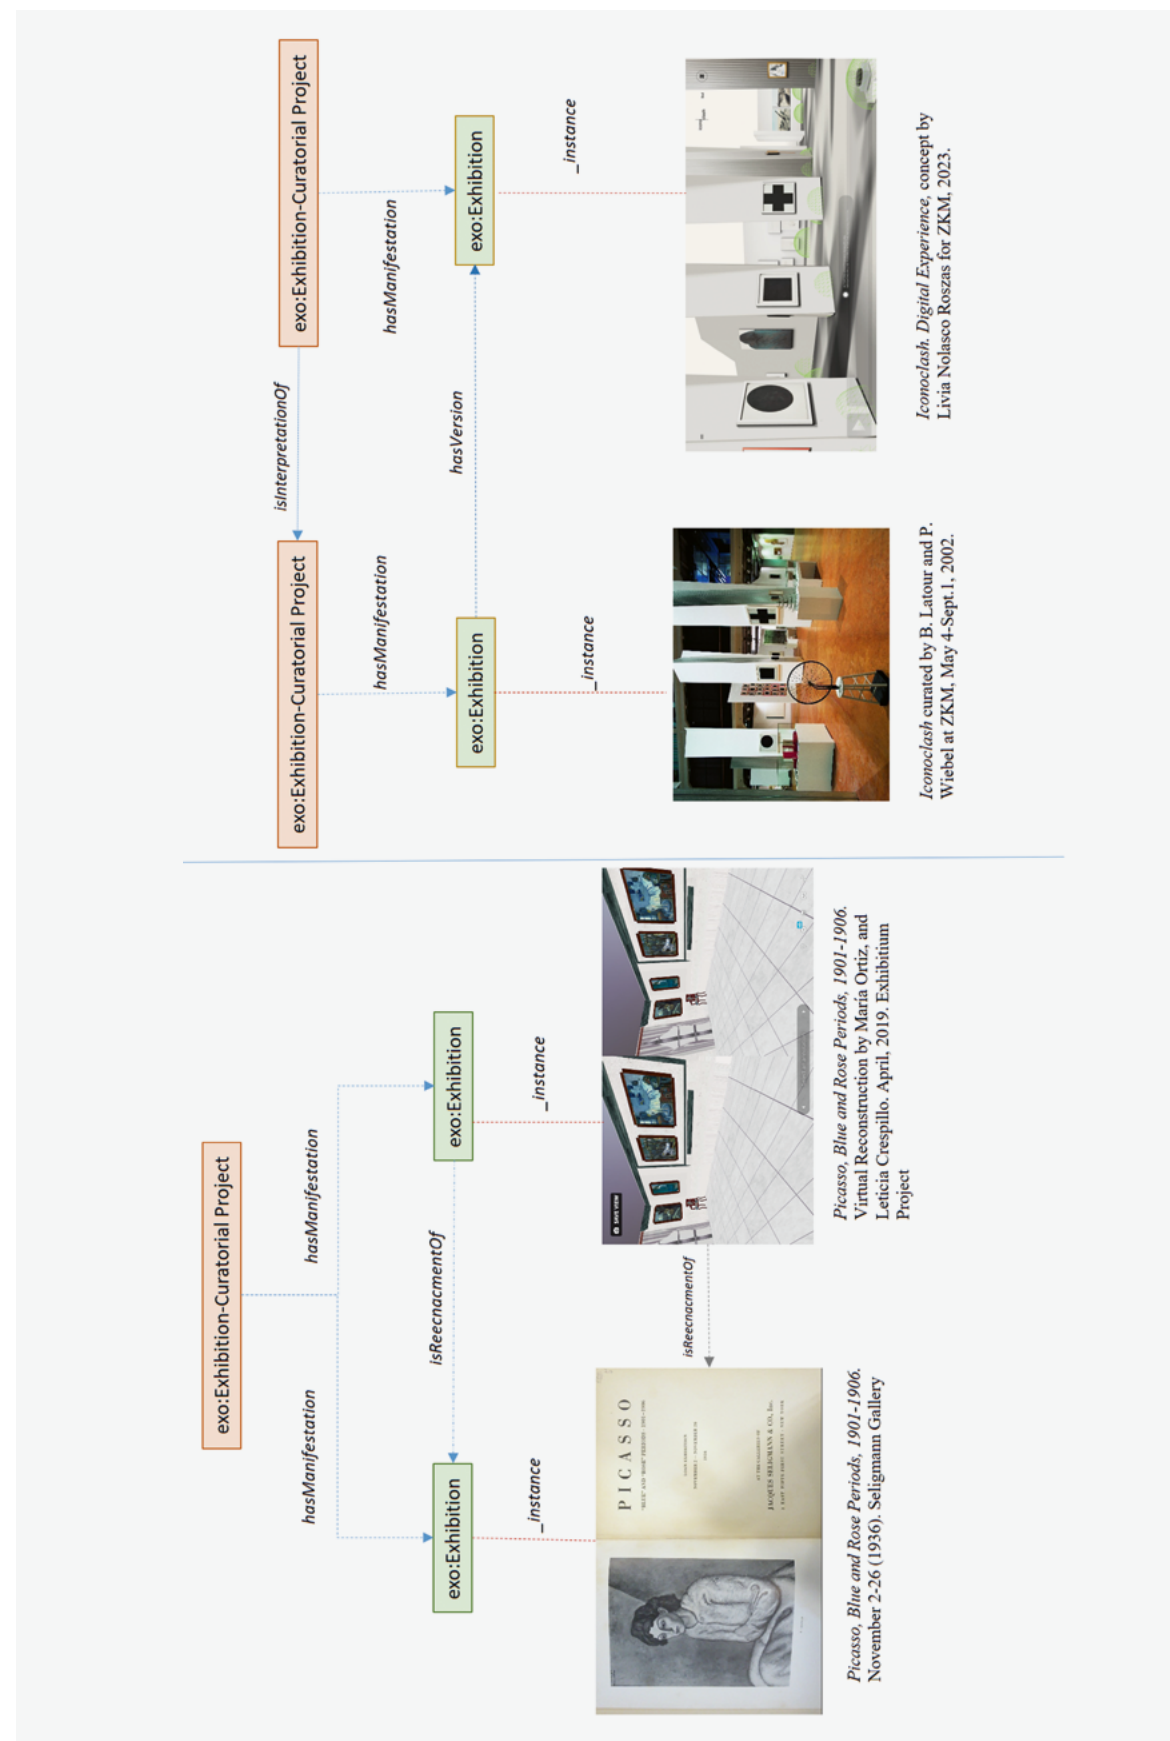 exo:Exhibition-Curatorial Project
hasManifestation
hasManifestation
exo:Exhibition
isReecnacmentOf
exo:Exhibition
_instance
_instance
PICASSO
JACQUES SELIGMANN & CO., Inc.
isReecnacmentOf
SAVE VIEW
Picasso, Blue and Rose Periods, 1901-1906.
November 2-26 (1936). Seligmann Gallery
Picasso, Blue and Rose Periods, 1901-1906.
Virtual Reconstruction by María Ortiz, and
Leticia Crespillo. April, 2019. Exhibitium
Project
exo:Exhibition-Curatorial Project
isInterpretationOf
exo:Exhibition-Curatorial Project
hasManifestation
hasManifestation
exo:Exhibition
hasVersion
exo:Exhibition
_instance
_instance
Iconoclash curated by B. Latour and P.
Wiebel at ZKM, May 4-Sept.1, 2002.
Iconoclash. Digital Experience, concept by
Livia Nolasco Roszas for ZKM, 2023.